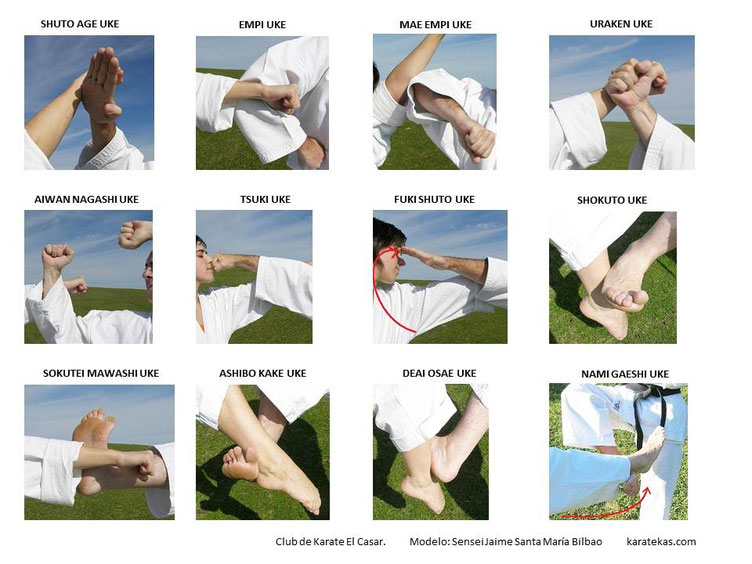 SHUTO AGE UKE
EMPI UKE
MAE EMPI UKE
URAKEN UKE
AIWAN NAGASHI UKE
TSUKI UKE
FUKI SHUTO UKE
SHOKUTO UKE
SOKUTEI MAWASHI UKE
ASHIBO KAKE UKE
DEAI OSAE UKE
NAMI GAESHI UKE
Club de Karate El Casar. Modelo: Sensei Jaime Santa María Bilbao karatekas.com